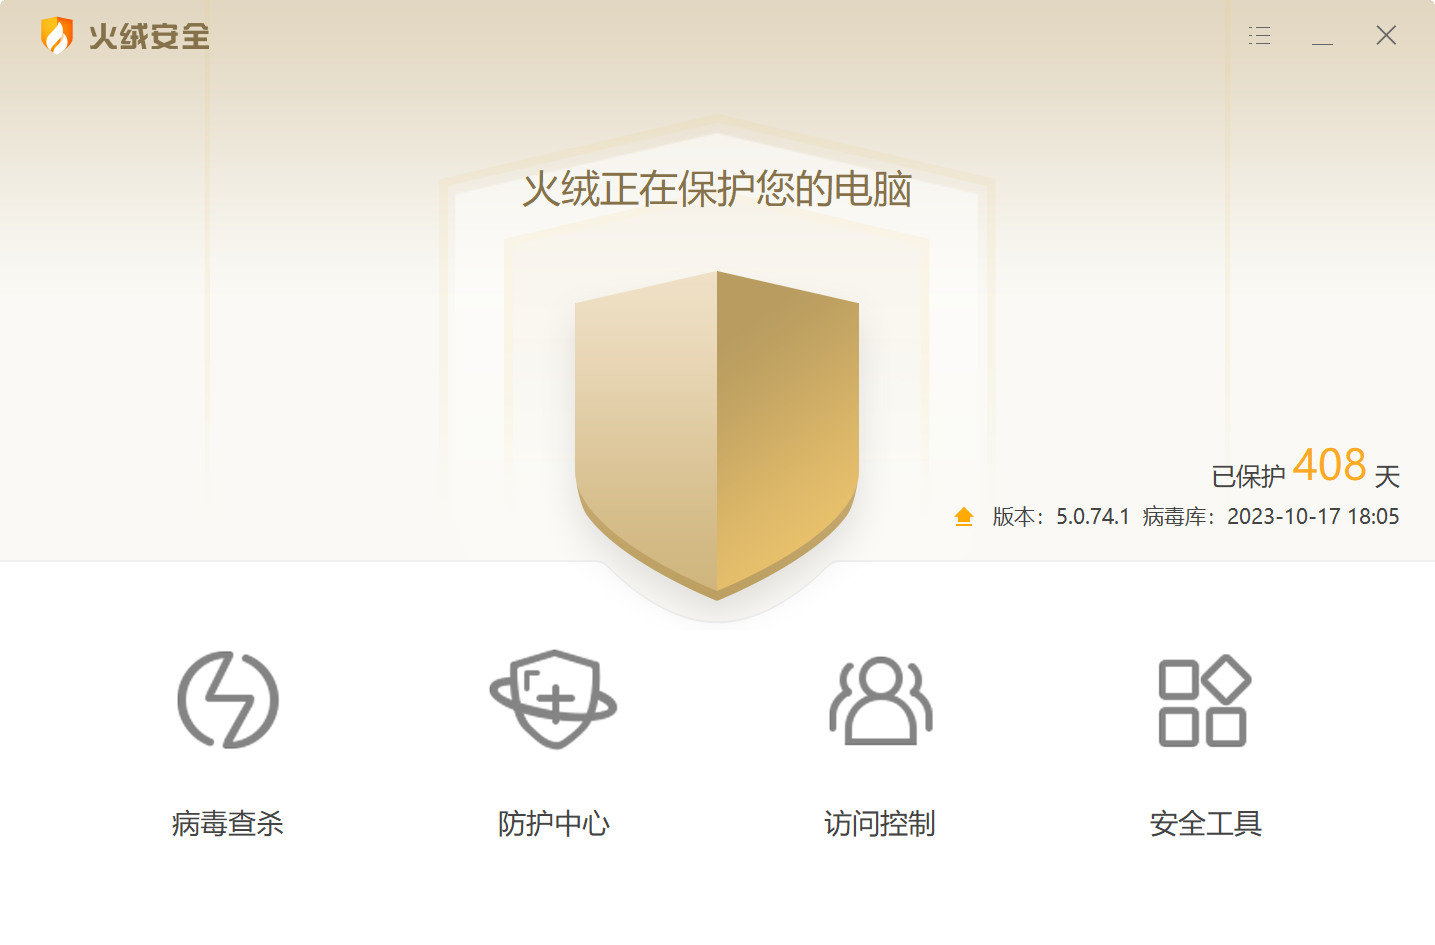 火绒安全
火绒正在保护您的电脑
已保护 408 天
版本：5.0.74.1 病毒库：2023-10-17 18:05
病毒查杀 防护中心 访问控制 安全工具